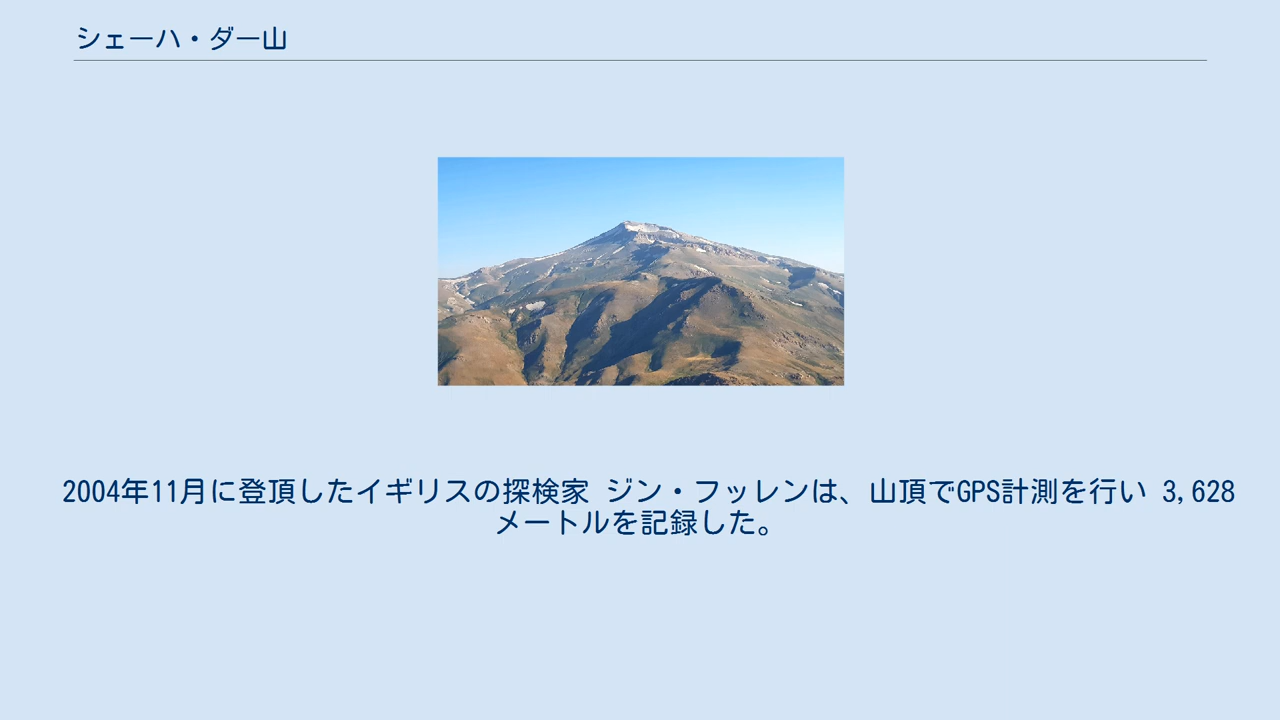 シェーハ・ダー山
2004年11月に登頂したイギリスの探検家 ジン・フッレンは、山頂でGPS計測を行い 3,628
メートルを記録した。